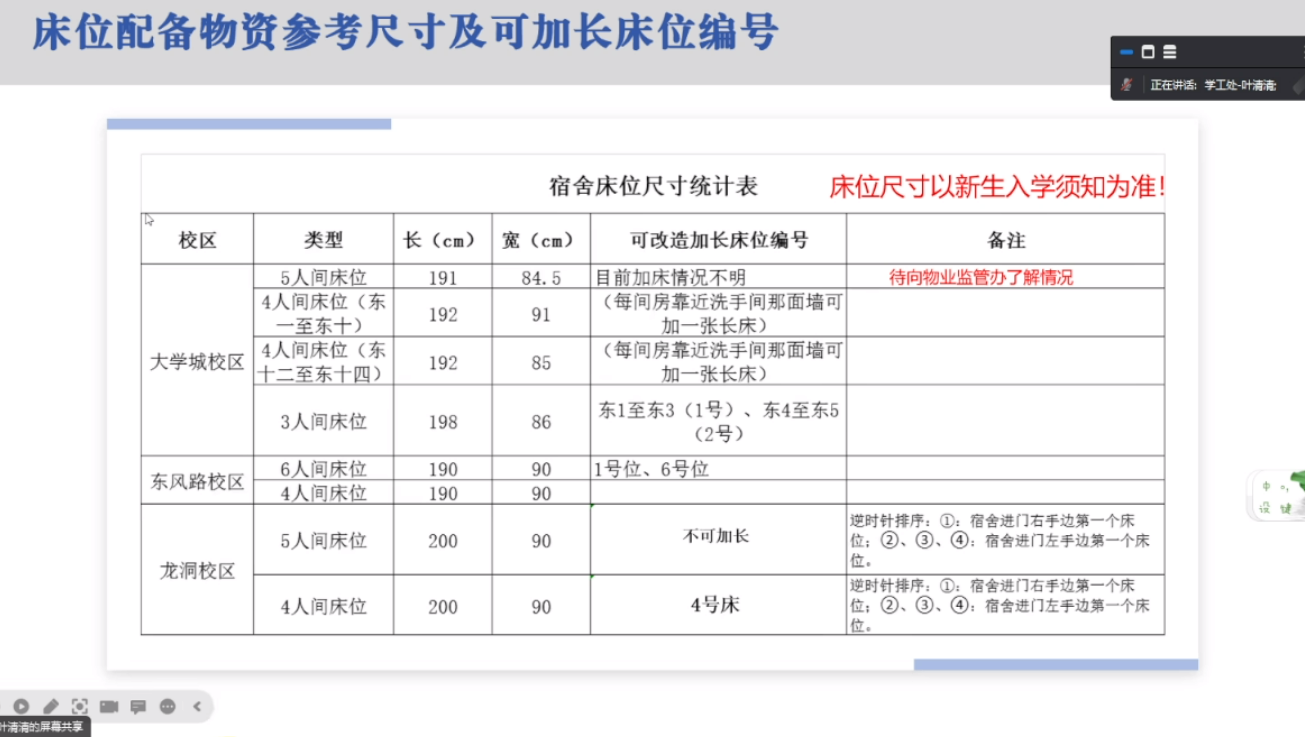 床位配备物资参考尺寸及可加长床位编号
正在讲话: 学工处-叶清清;
宿舍床位尺寸统计表
床位尺寸以新生入学须知为准!
校区 类型 长（cm） 宽（cm） 可改造加长床位编号 备注
大学城校区
5人间床位 191 84.5 目前加床情况不明 待向物业监管办了解情况
4人间床位（东
一至东十） 192 91 （每间房靠近洗手间那面墙可
加一张长床）
4人间床位（东
十二至东十四） 192 85 （每间房靠近洗手间那面墙可
加一张长床）
3人间床位 198 86 东1至东3（1号）、东4至东5
（2号）
东风路校区
6人间床位 190 90 1号位、6号位
4人间床位 190 90
龙洞校区
5人间床位 200 90 不可加长
逆时针排序：①：宿舍进门右手边第一个床
位；②、③、④：宿舍进门左手边第一个床
位。
4人间床位 200 90 4号床
逆时针排序：①：宿舍进门右手边第一个床
位；②、③、④：宿舍进门左手边第一个床
位。
叶清清的屏幕共享